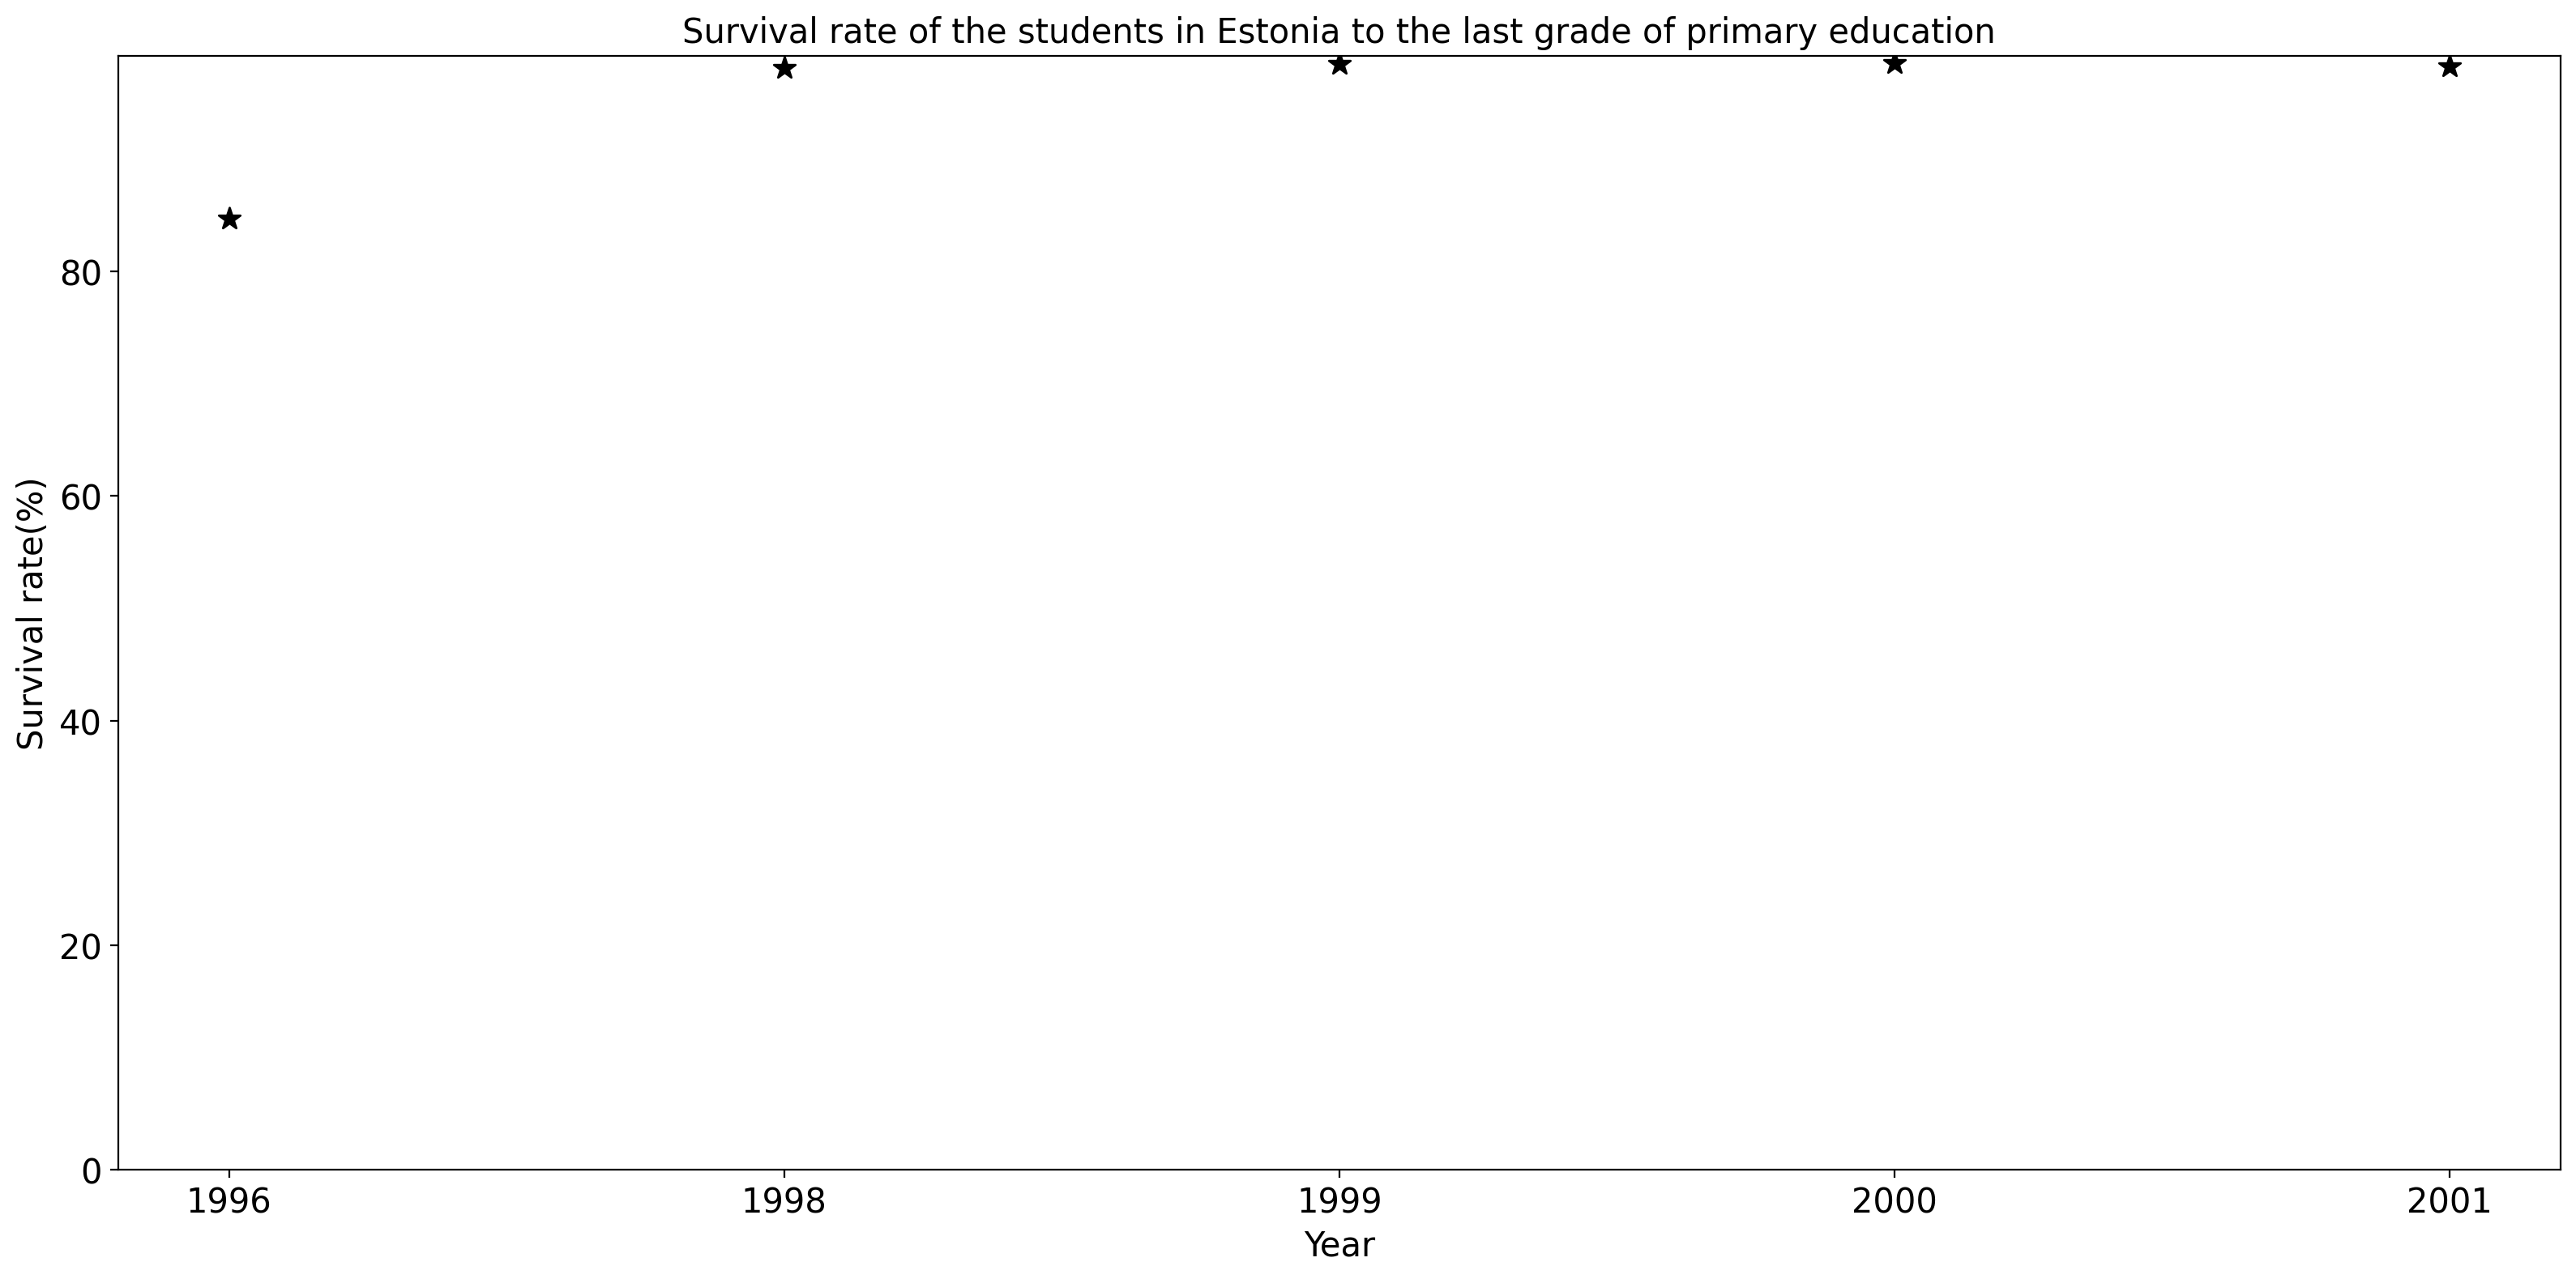 Survival rate of the students in Estonia to the last grade of primary education
Survival rate(%)
80
60
40
20
0
1996 1998 1999 2000 2001
Year